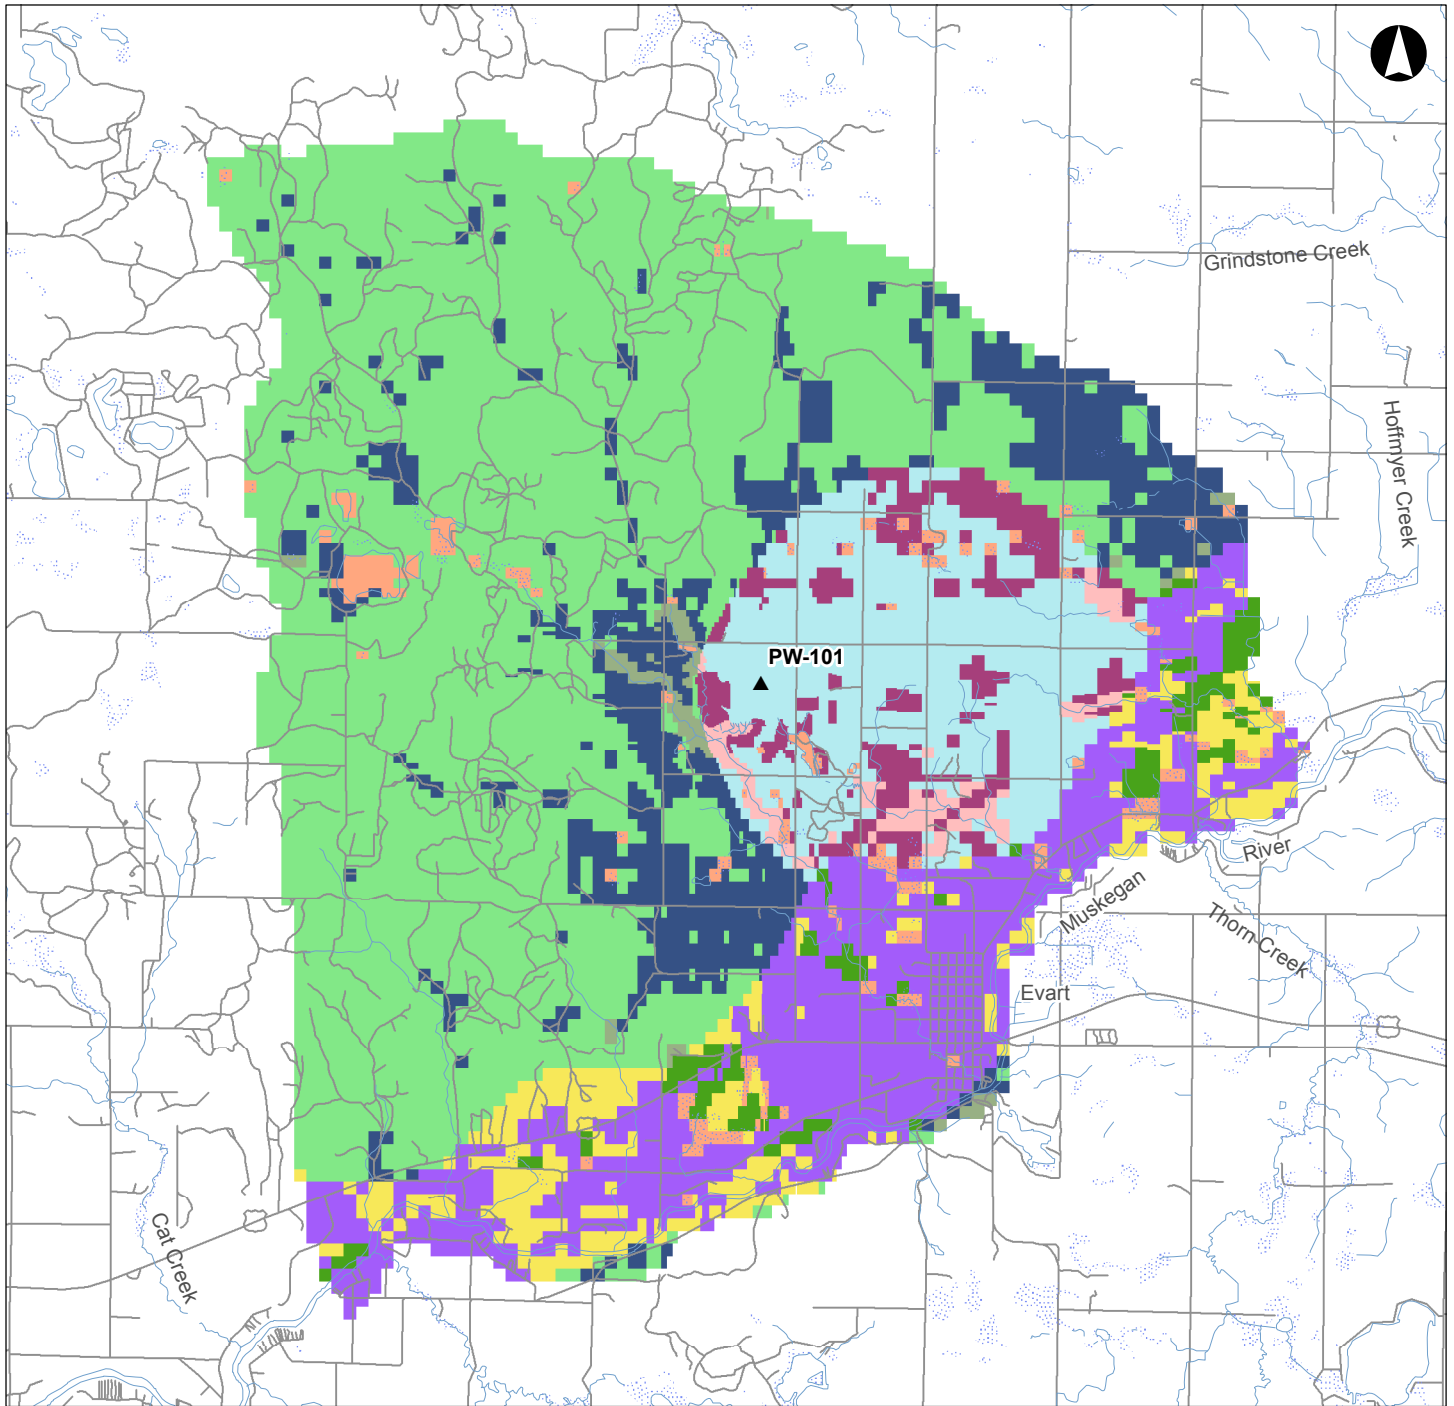 Grindstone Creek
Hoffmyer Creek
PW-101
River
Muskegan
Thorn Creek
Evart
Cat Creek